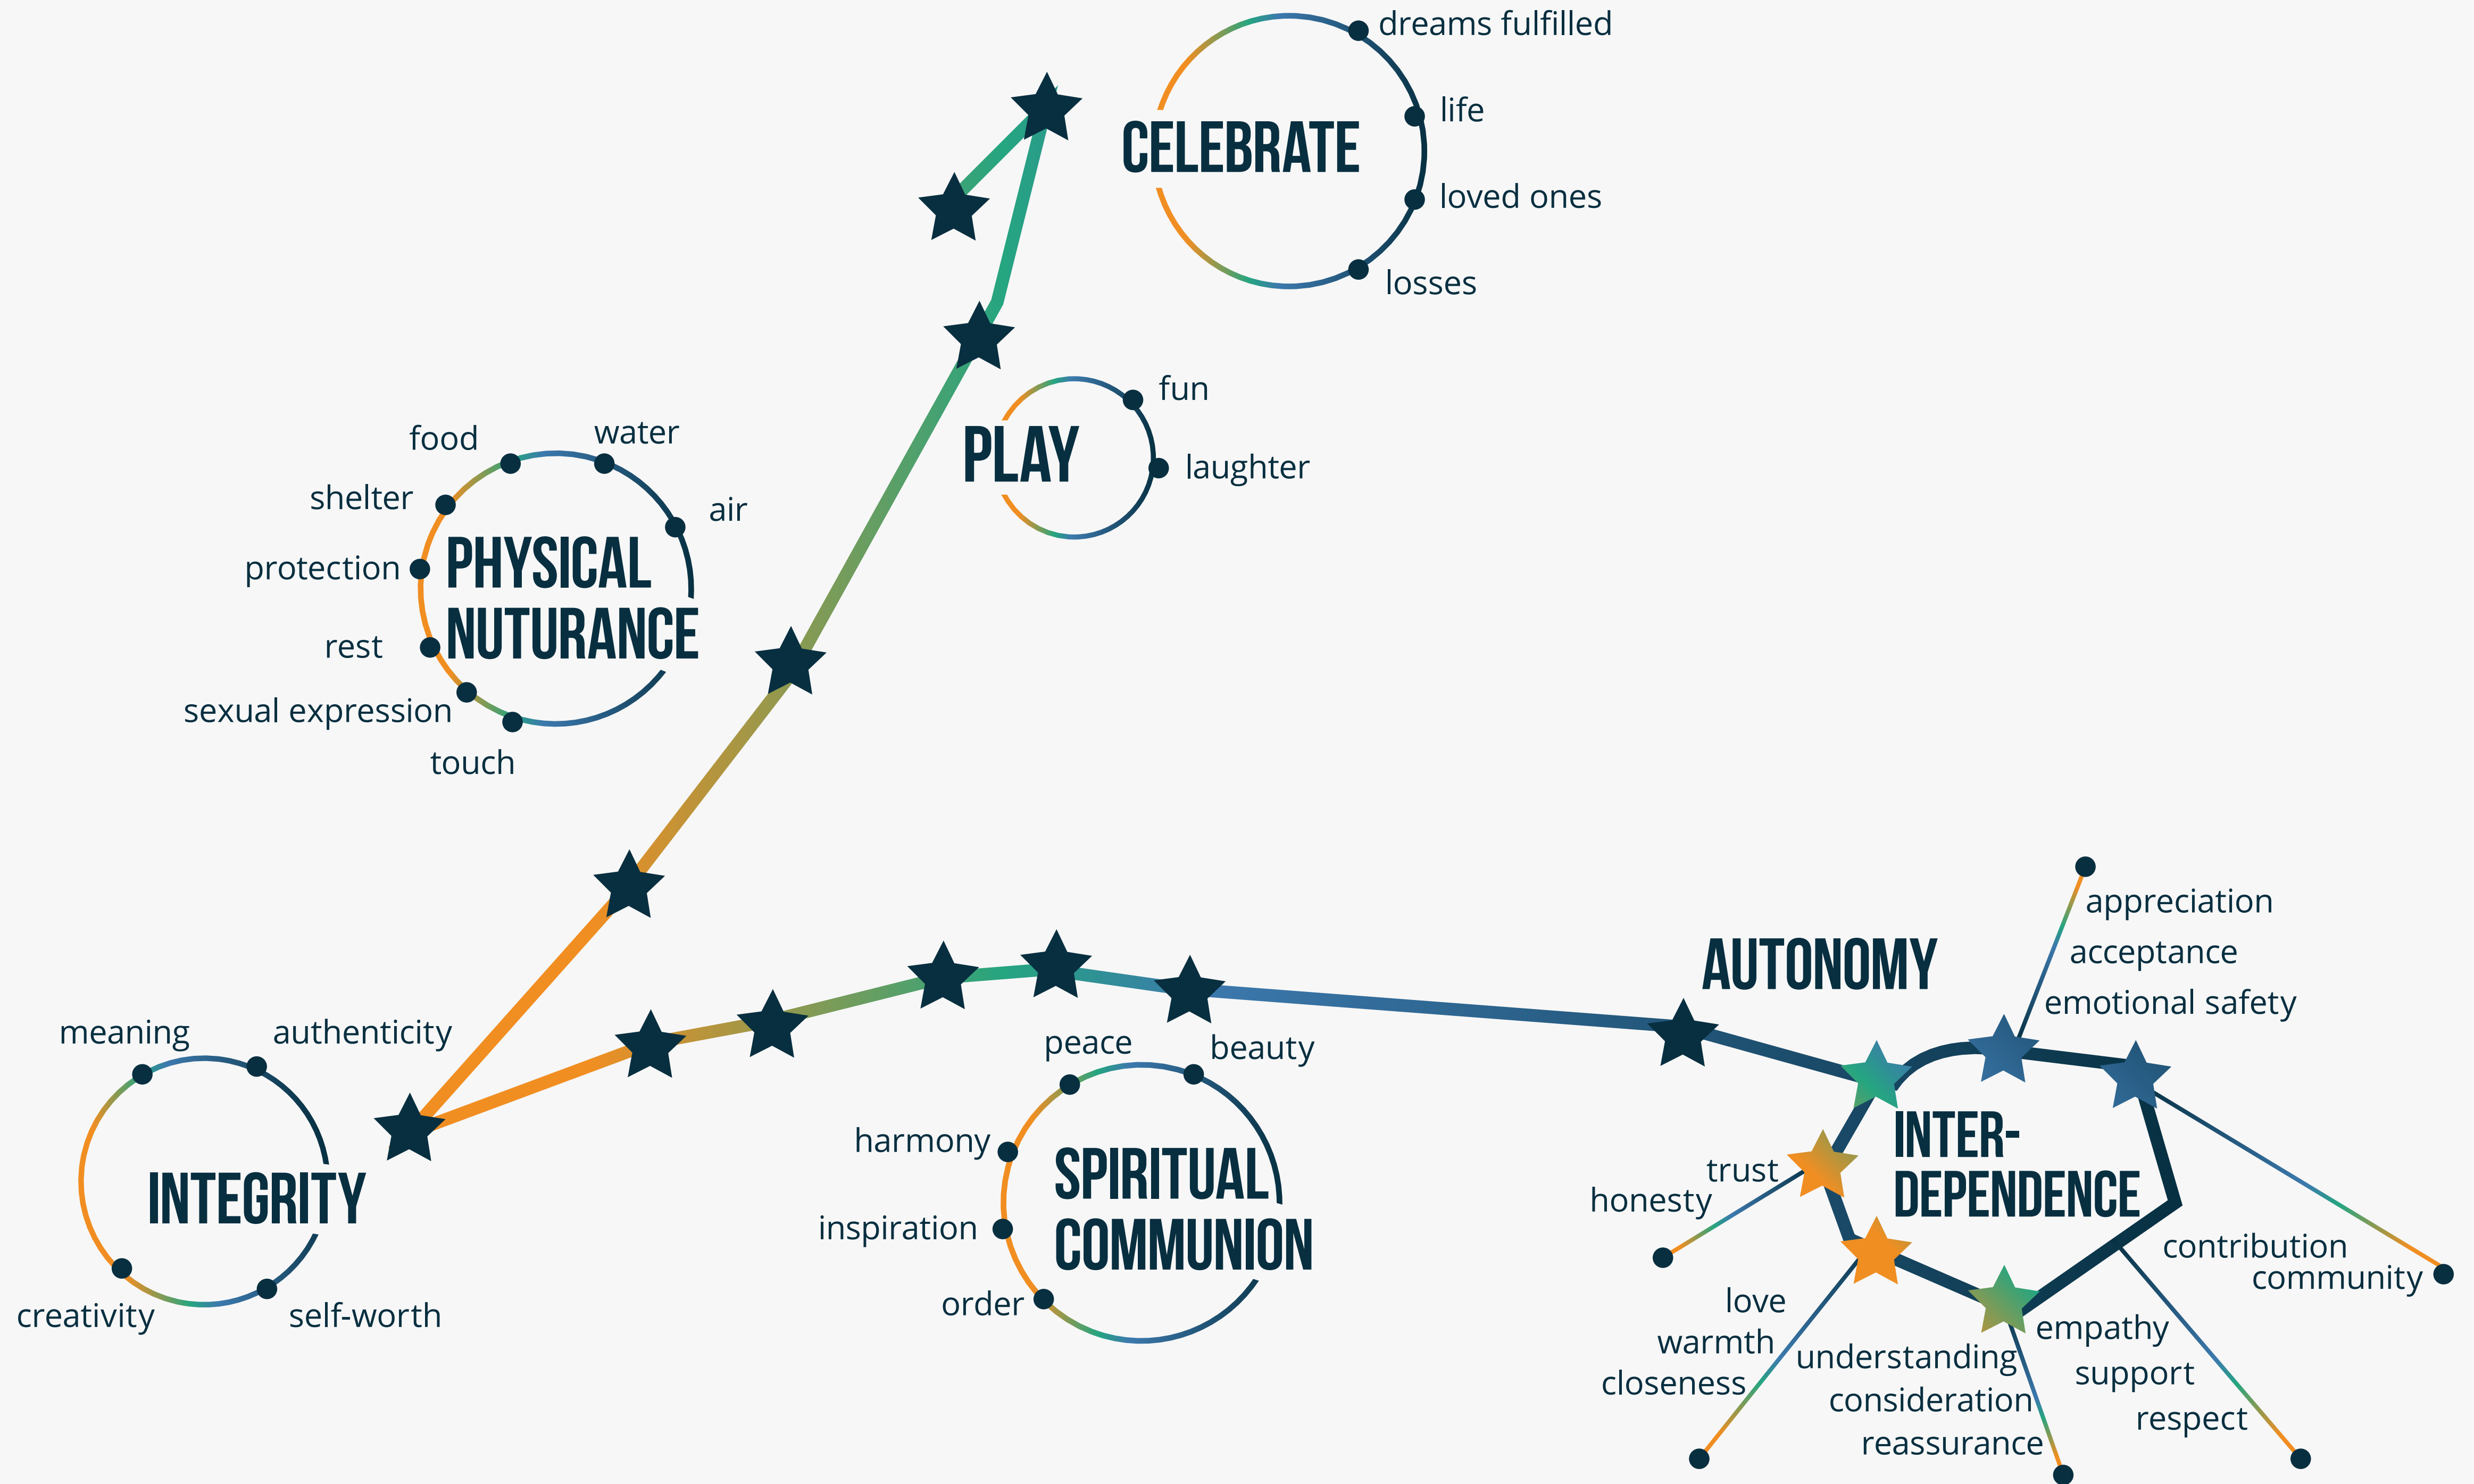 dreams fulfilled
life
CELEBRATE
loved ones
losses
fun
PLAY
laughter
food
water
shelter
air
protection
PHYSICAL
NUTURANCE
rest
sexual expression
touch
meaning
authenticity
INTEGRITY
creativity
self-worth
peace
beauty
harmony
SPIRITUAL
COMMUNION
inspiration
order
AUTONOMY
appreciation
acceptance
emotional safety
INTER-
DEPENDENCE
trust
honesty
contribution
community
love
warmth
closeness
understanding
consideration
reassurance
empathy
support
respect